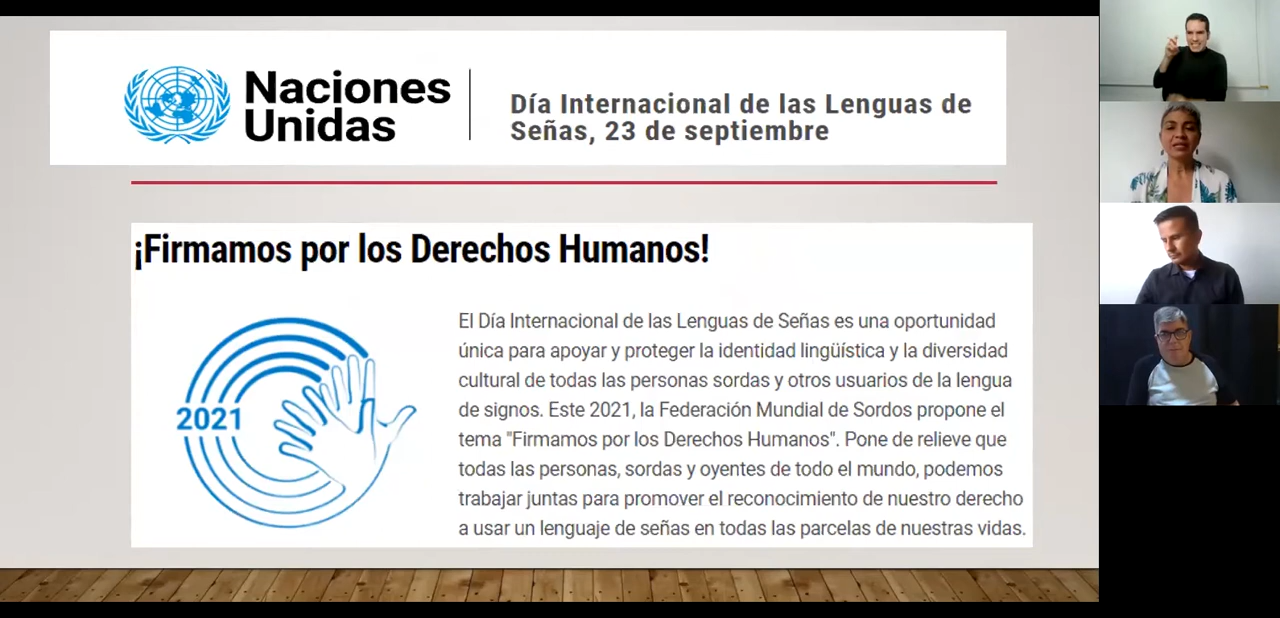 Naciones
Unidas
Día Internacional de las Lenguas de
Señas, 23 de septiembre
¡Firmamos por los Derechos Humanos!
2021
El Día Internacional de las Lenguas de Señas es una oportunidad
única para apoyar y proteger la identidad lingüística y la diversidad
cultural de todas las personas sordas y otros usuarios de la lengua
de signos. Este 2021, la Federación Mundial de Sordos propone el
tema "Firmamos por los Derechos Humanos". Pone de relieve que
todas las personas, sordas y oyentes de todo el mundo, podemos
trabajar juntas para promover el reconocimiento de nuestro derecho
a usar un lenguaje de señas en todas las parcelas de nuestras vidas.